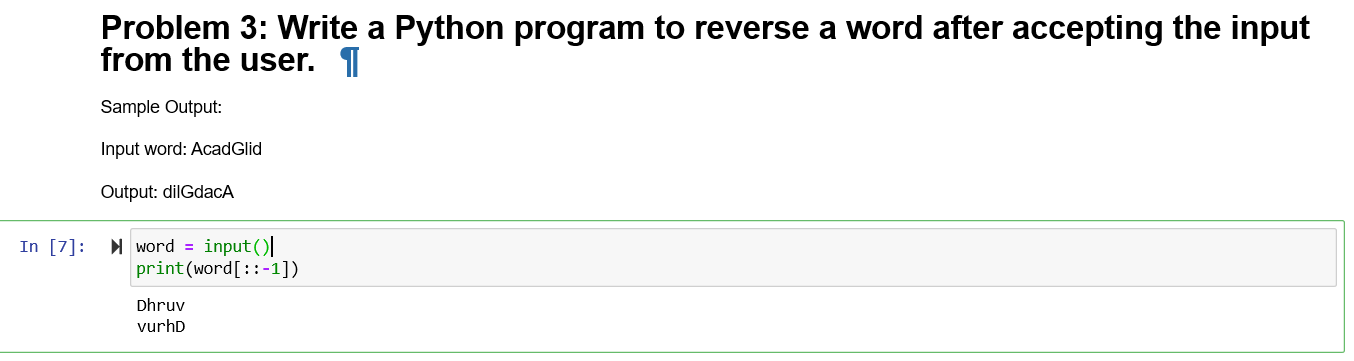 Problem 3: Write a Python program to reverse a word after accepting the input
from the user. ¶
Sample Output:
Input word: AcadGlid
Output: dilGdacA
In [7]:
word = input()
print(word[::-1])
Dhruv
vurhD